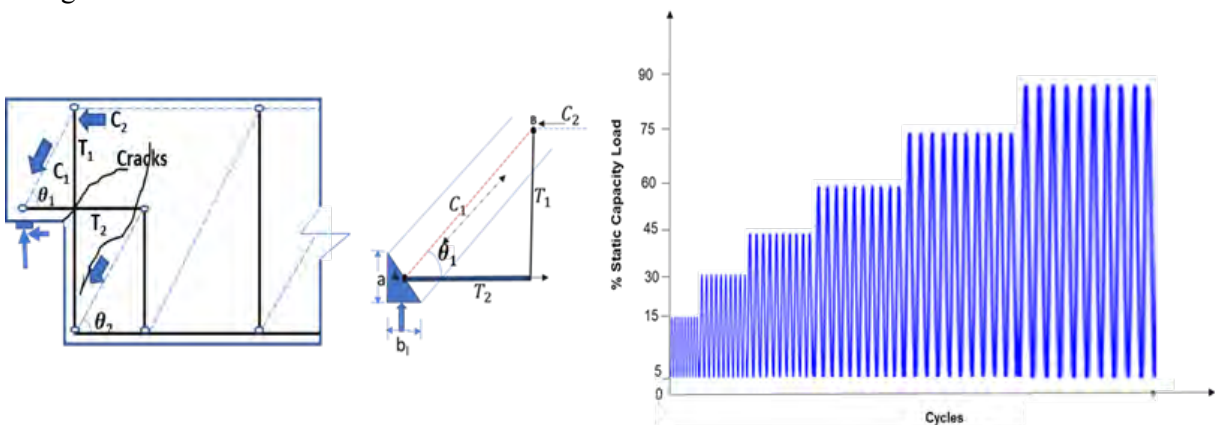 C₂
T₁
Cracks
C₁
θ₁
T₂
θ₂
B
C₂
C₁
T₁
θ₁
a
T₂
bₗ
% Static Capacity Load
90
75
60
45
30
15
5
0
Cycles